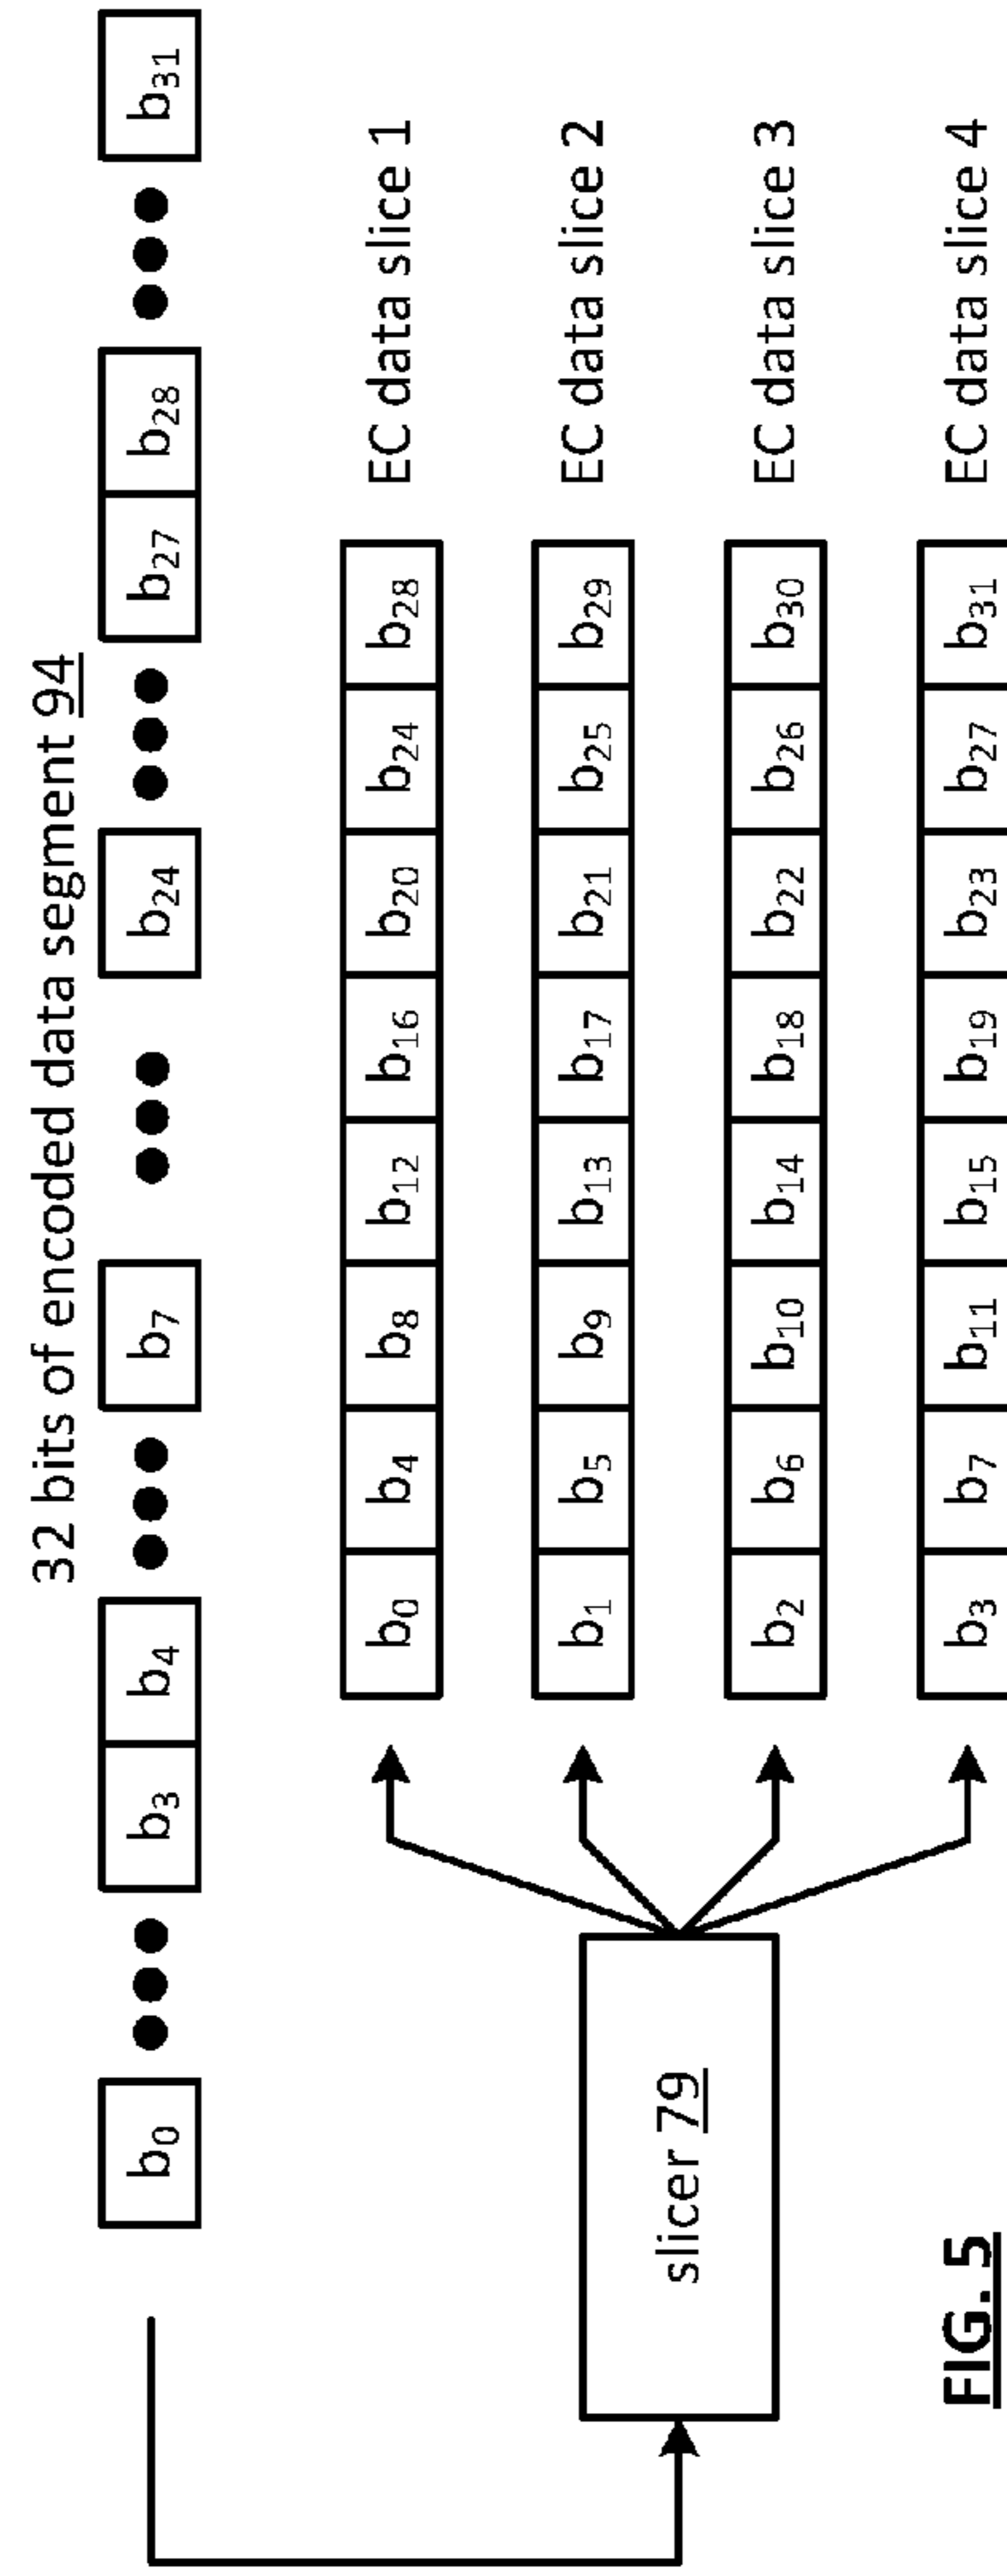 32 bits of encoded data segment 94
b0 ●●● b3 b4 ●●● b7 ●●● b24 ●●● b27 b28 ●●● b31
b0 b4 b8 b12 b16 b20 b24 b28 EC data slice 1
b1 b5 b9 b13 b17 b21 b25 b29 EC data slice 2
slicer 79
b2 b6 b10 b14 b18 b22 b26 b30 EC data slice 3
b3 b7 b11 b15 b19 b23 b27 b31 EC data slice 4
FIG. 5